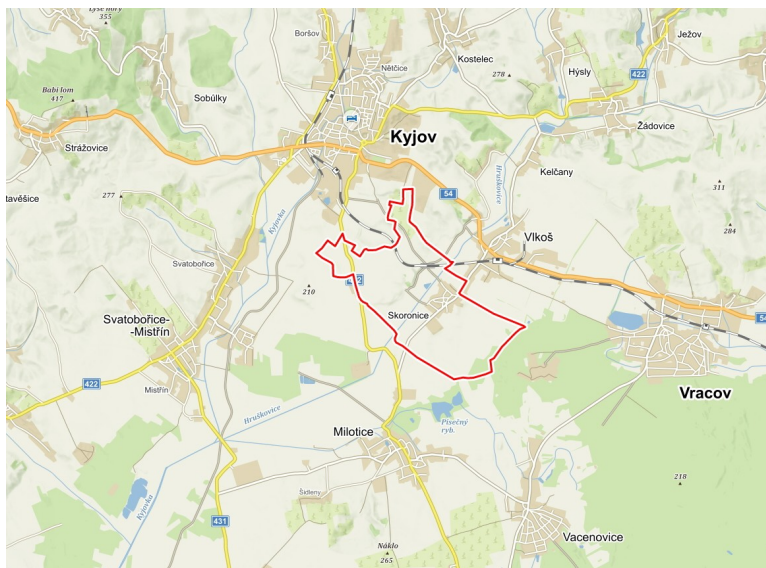 Lysé hory
355
Boršov
Kostelec
Ježov
Nětčice
278
Hýsly
422
Babí lom
417
Sobůlky
Kyjov
Žádovice
Strážovice
Kelčany
54
Hruškovice
311
tavěšice
277
Kyjovka
Vlkoš
284
Svatobořice
210
Skoronice
54
Svatobořice-
-Mistřín
422
Mistřín
Vracov
Hruškovice
Písečný
ryb.
Milotice
218
Šidleny
Kyjovka
431
Vacenovice
Náklo
265